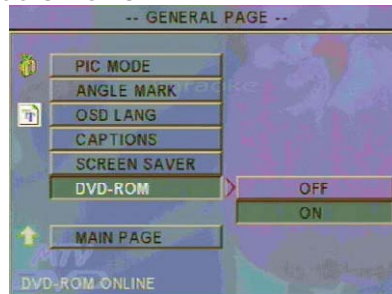 -- GENERAL PAGE --
PIC MODE
ANGLE MARK
OSD LANG
CAPTIONS
SCREEN SAVER
DVD-ROM
OFF
ON
MAIN PAGE
DVD-ROM ONLINE